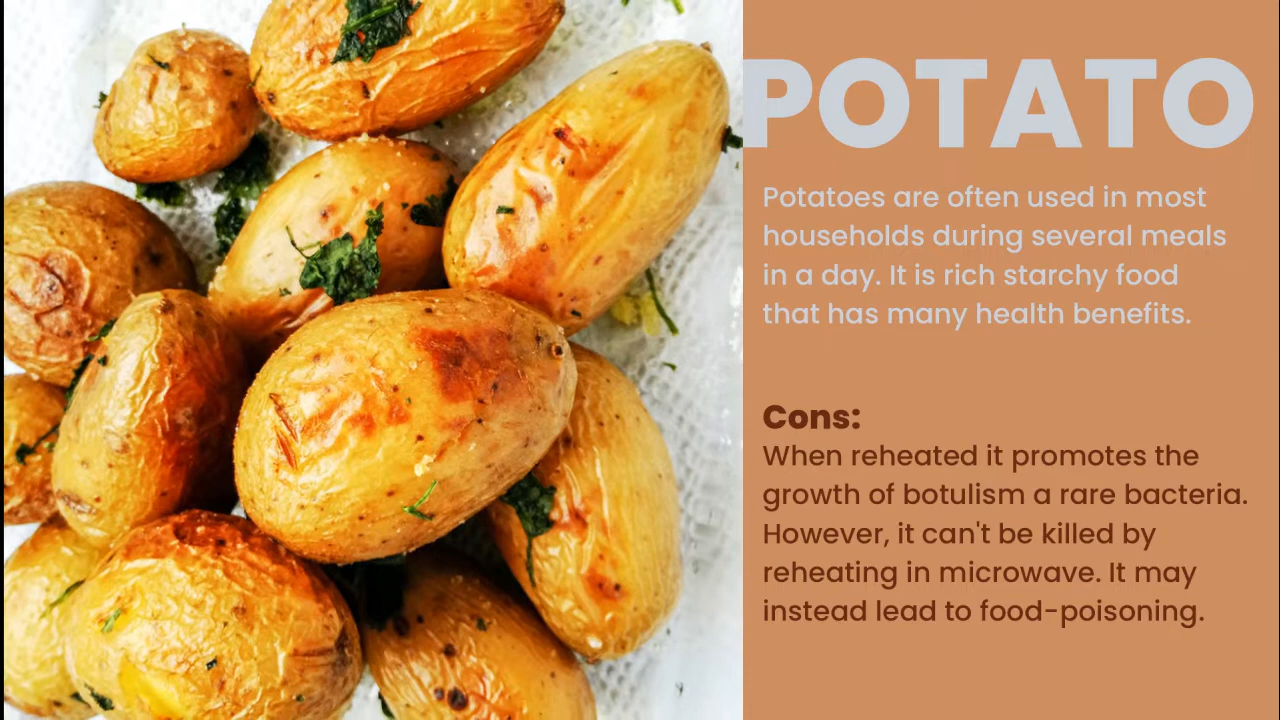 POTATO
Potatoes are often used in most
households during several meals
in a day. It is rich starchy food
that has many health benefits.
Cons:
When reheated it promotes the
growth of botulism a rare bacteria.
However, it can't be killed by
reheating in microwave. It may
instead lead to food-poisoning.